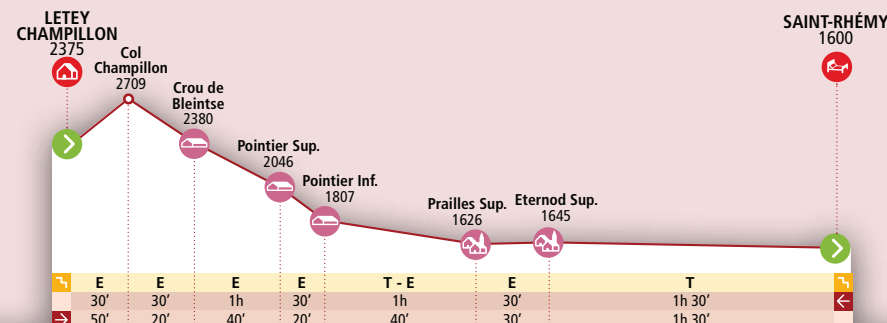 LETEY
CHAMPILLON
2375
Col
Champillon
2709
Crou de
Bleintse
2380
Pointier Sup.
2046
Pointier Inf.
1807
Prailles Sup.
1626
Eternod Sup.
1645
SAINT-RHÉMY
1600
E E E E T - E E T
30’ 30’ 1h 30’ 1h 30’ 1h 30’
50’ 20’ 40’ 20’ 40’ 30’ 1h 30’